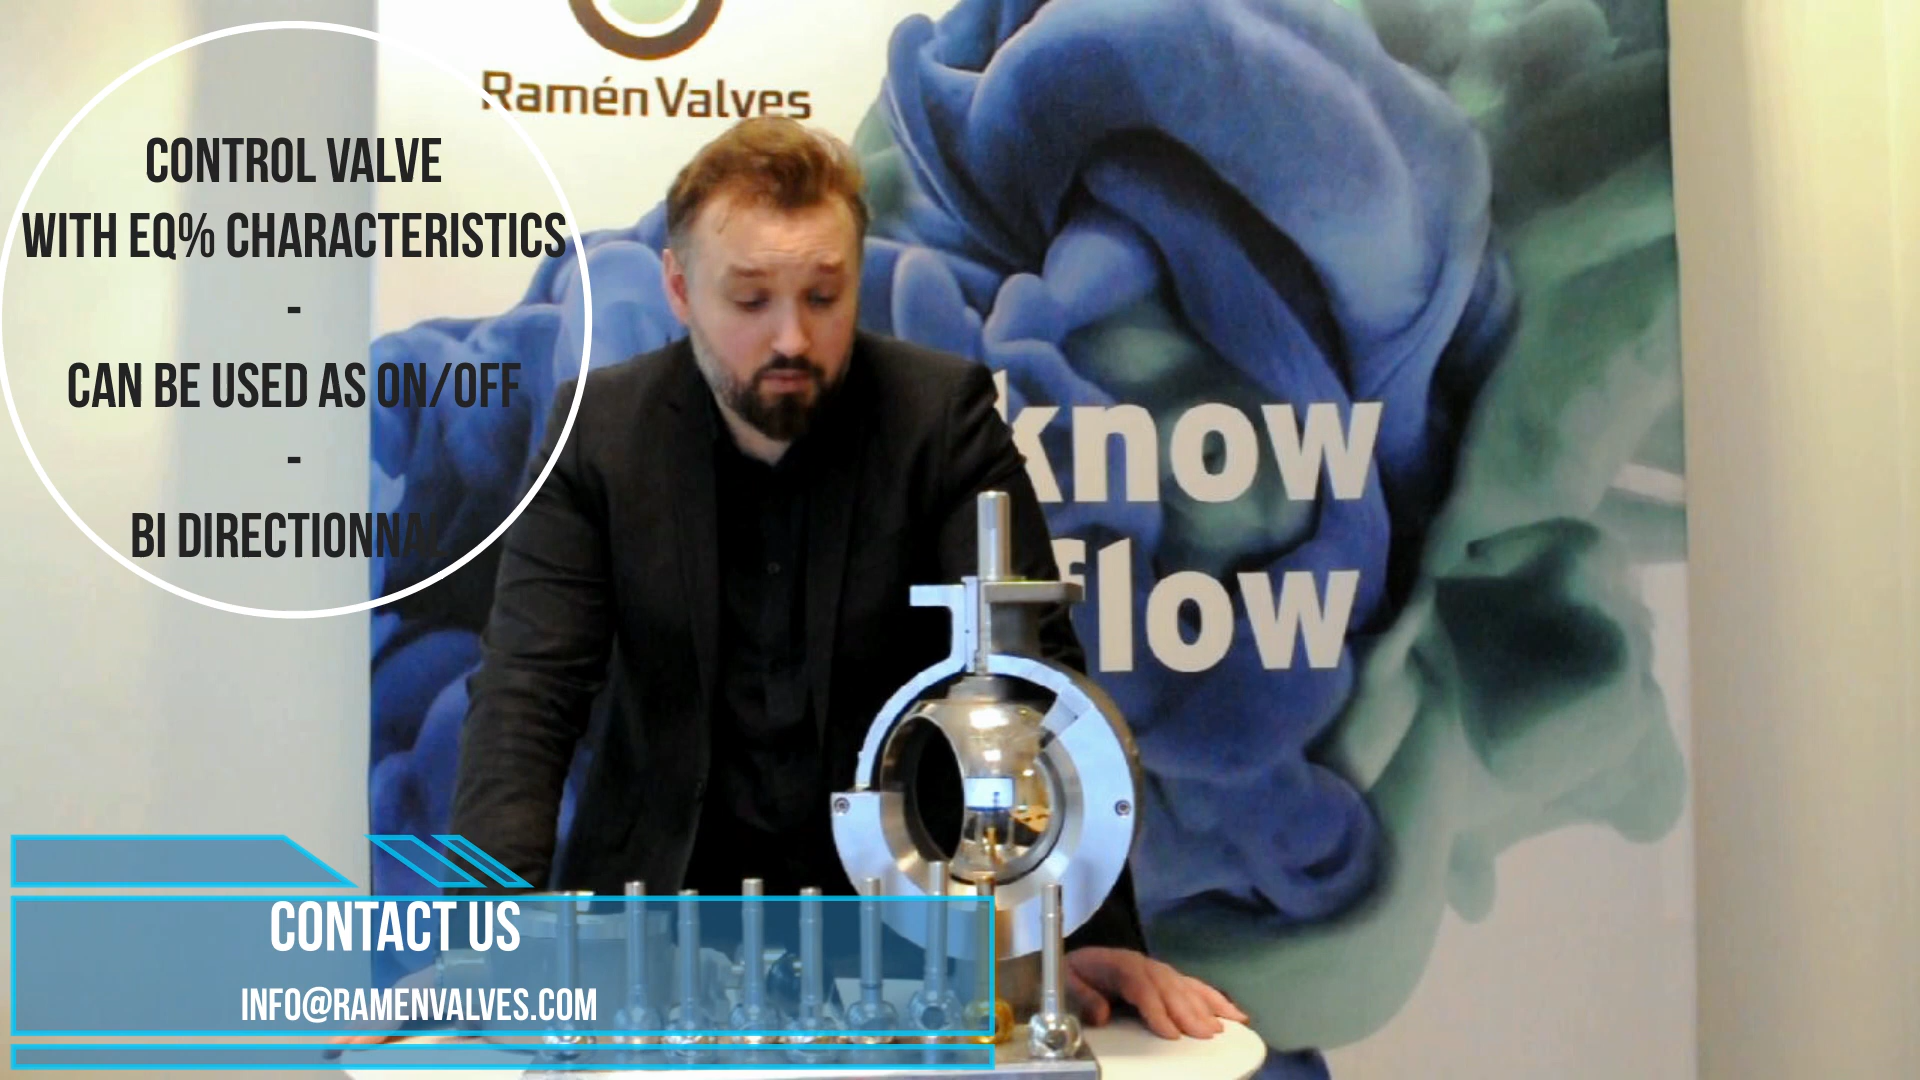 Ramén Valves
CONTROL VALVE
WITH EQ% CHARACTERISTICS
-
CAN BE USED AS ON/OFF
-
BI DIRECTIONNAL
know
flow
CONTACT US
INFO@RAMENVALVES.COM